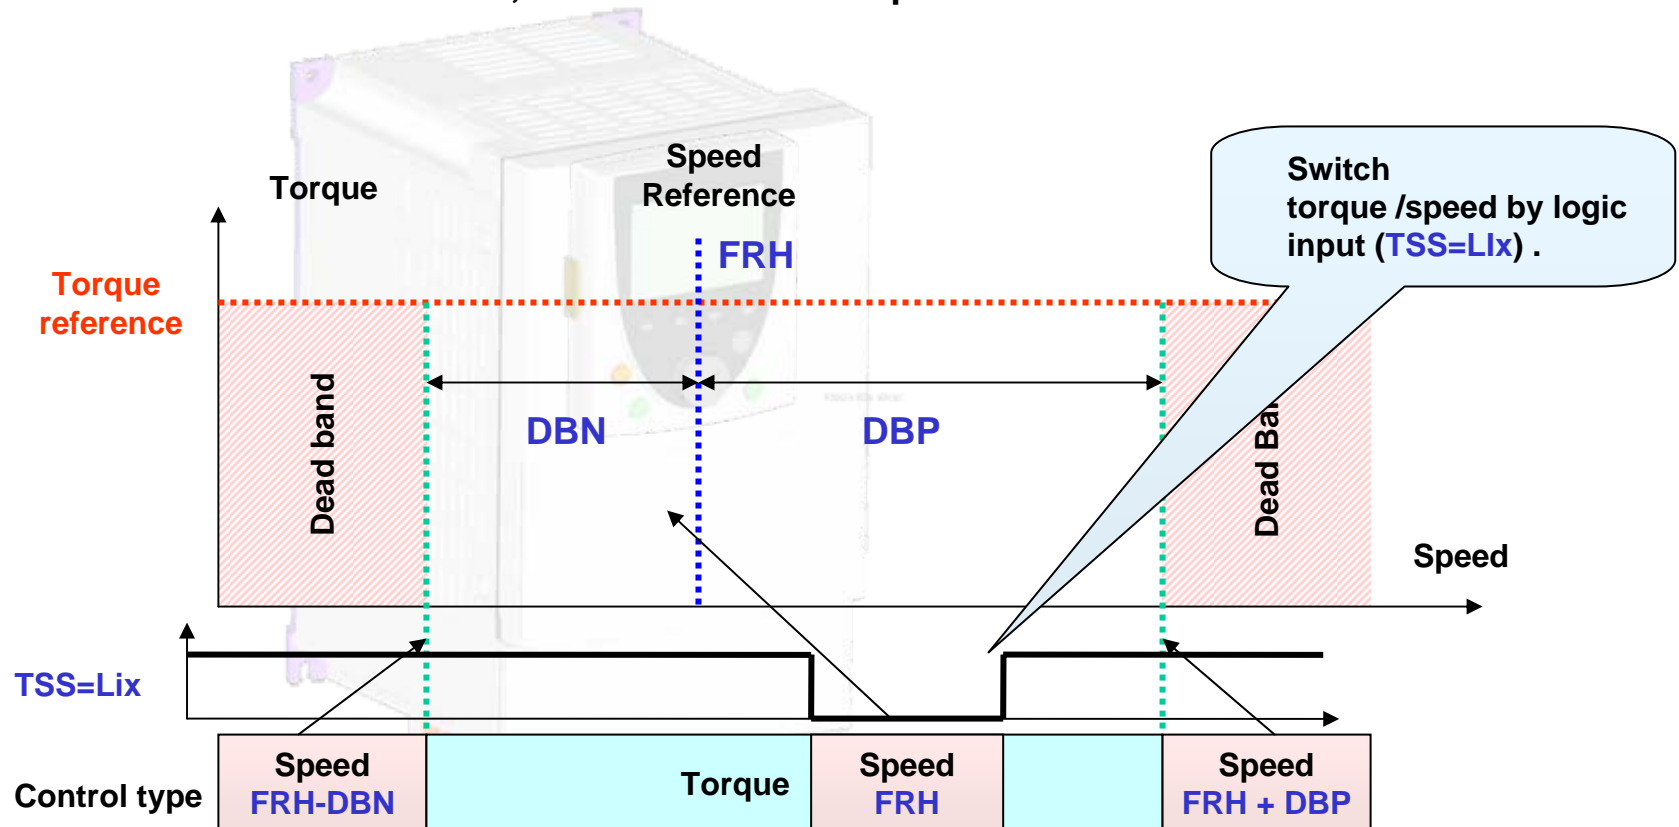 Torque
Speed
Reference
FRH
Switch
torque /speed by logic
input (TSS=LIx) .
Torque
reference
Dead band
DBN
DBP
Dead
Speed
TSS=Lix
Control type
Speed
FRH-DBN
Torque
Speed
FRH
Speed
FRH + DBP